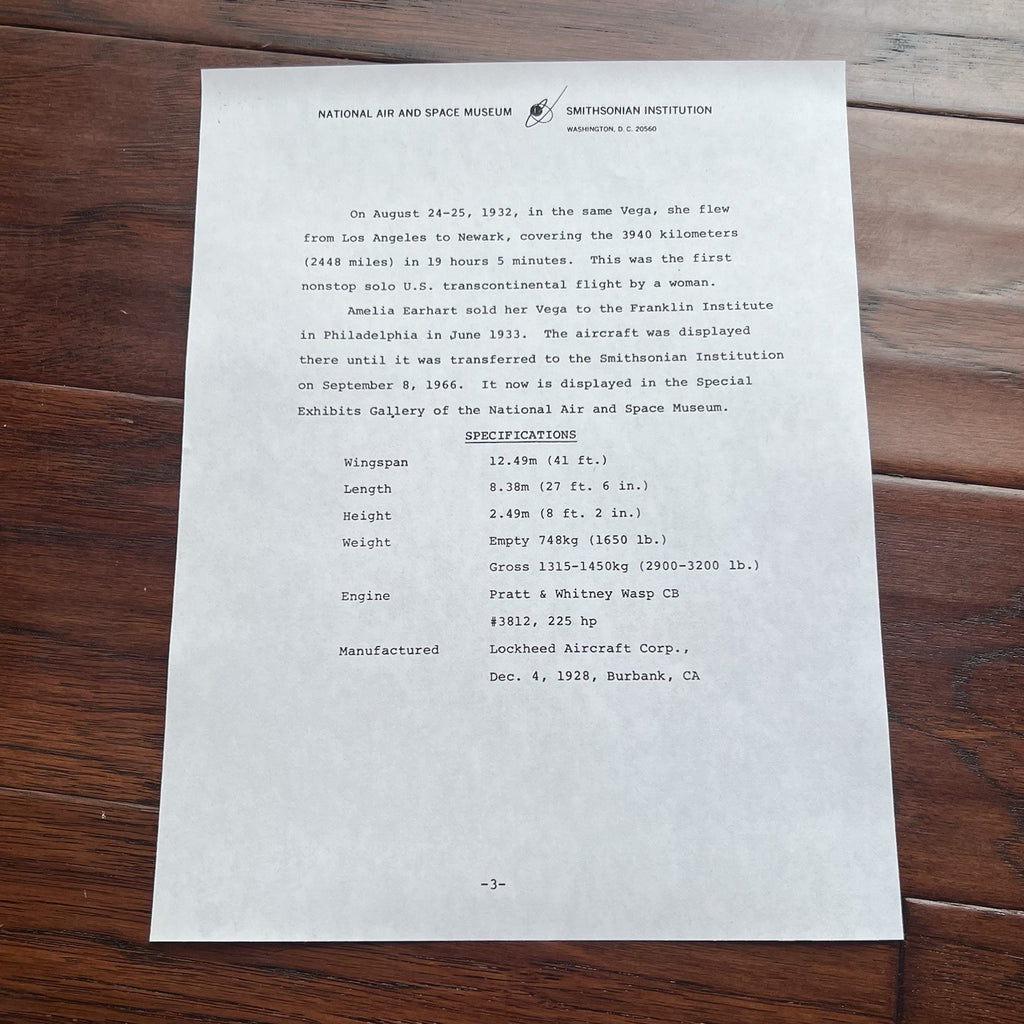 NATIONAL AIR AND SPACE MUSEUM SMITHSONIAN INSTITUTION
WASHINGTON, D. C. 20560
On August 24-25, 1932, in the same Vega, she flew
from Los Angeles to Newark, covering the 3940 kilometers
(2448 miles) in 19 hours 5 minutes. This was the first
nonstop solo U.S. transcontinental flight by a woman.
Amelia Earhart sold her Vega to the Franklin Institute
in Philadelphia in June 1933. The aircraft was displayed
there until it was transferred to the Smithsonian Institution
on September 8, 1966. It now is displayed in the Special
Exhibits Gallery of the National Air and Space Museum.
SPECIFICATIONS
Wingspan 12.49m (41 ft.)
Length 8.38m (27 ft. 6 in.)
Height 2.49m (8 ft. 2 in.)
Weight Empty 748kg (1650 lb.)
Gross 1315-1450kg (2900-3200 lb.)
Engine Pratt & Whitney Wasp CB
#3812, 225 hp
Manufactured Lockheed Aircraft Corp.,
Dec. 4, 1928, Burbank, CA
-3-